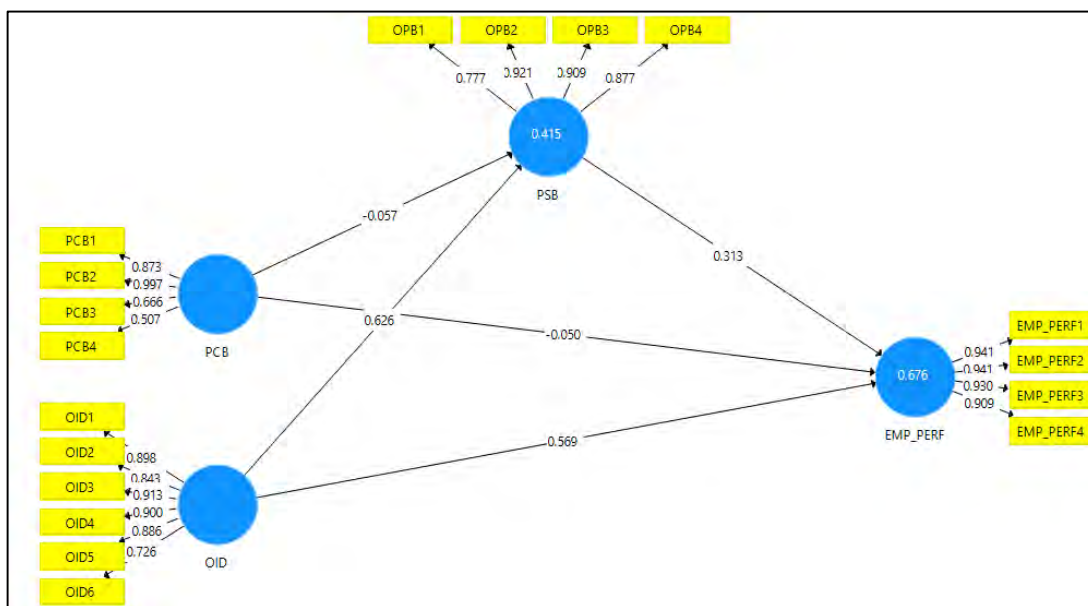 OPB1 OPB2 OPB3 OPB4
0.777 0.921 0.909 0.877
0.415
PSB
-0.057
0.313
PCB1
PCB2
PCB3
PCB4
0.873
0.997
0.666
0.507
PCB
0.626
-0.050
0.676
EMP_PERF
EMP_PERF1
EMP_PERF2
EMP_PERF3
EMP_PERF4
0.941
0.941
0.930
0.909
0.569
OID1
OID2
OID3
OID4
OID5
OID6
0.898
0.843
0.913
0.900
0.886
0.726
OID